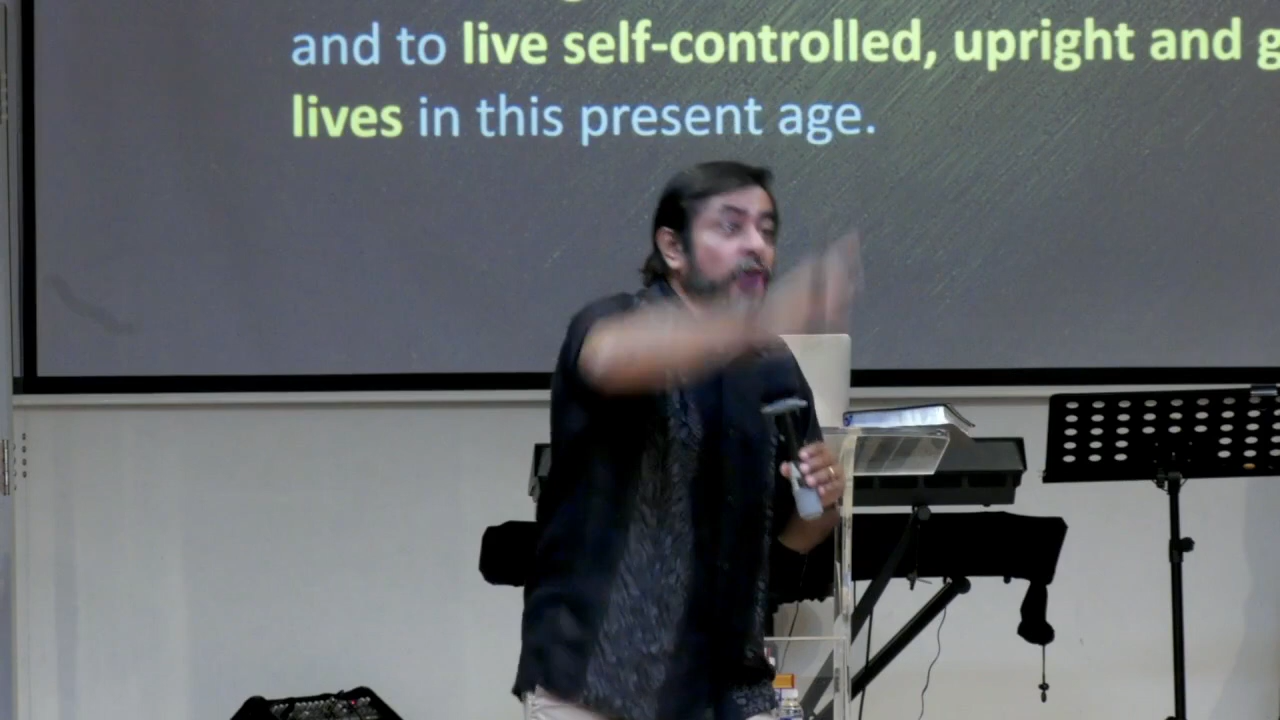 and to live self-controlled, upright and g
lives in this present age.